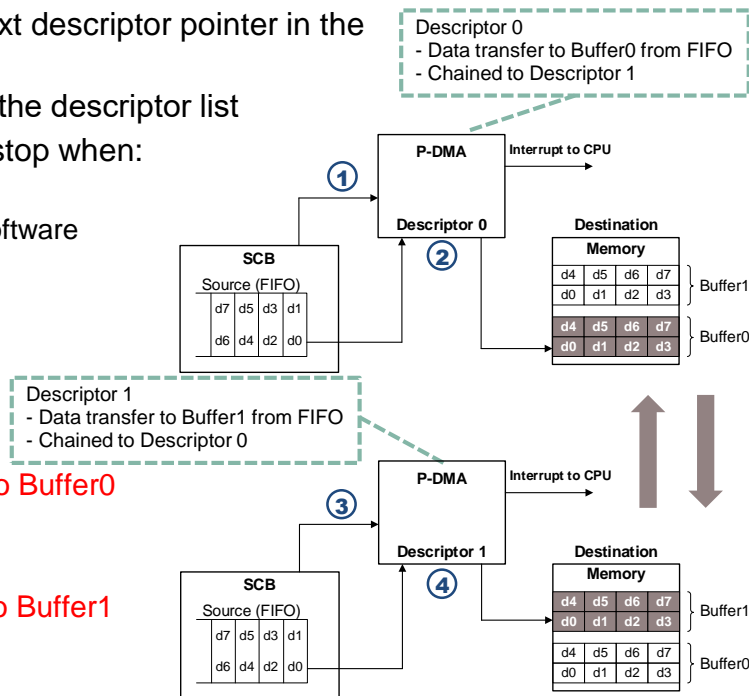 ext descriptor pointer in the
the descriptor list
stop when:
oftware
Descriptor 0
- Data transfer to Buffer0 from FIFO
- Chained to Descriptor 1
P-DMA
Interrupt to CPU
1
Descriptor 0
2
SCB
Source (FIFO)
d7 d5 d3 d1
d6 d4 d2 d0
Destination
Memory
d4 d5 d6 d7
d0 d1 d2 d3
Buffer1
d4 d5 d6 d7
d0 d1 d2 d3
Buffer0
Descriptor 1
- Data transfer to Buffer1 from FIFO
- Chained to Descriptor 0
o Buffer0
o Buffer1
P-DMA
Interrupt to CPU
3
Descriptor 1
4
SCB
Source (FIFO)
d7 d5 d3 d1
d6 d4 d2 d0
Destination
Memory
d4 d5 d6 d7
d0 d1 d2 d3
Buffer1
d4 d5 d6 d7
d0 d1 d2 d3
Buffer0